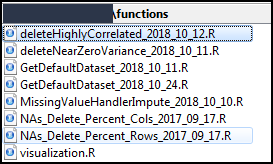 \functions
deleteHighlyCorrelated_2018_10_12.R
deleteNearZeroVariance_2018_10_11.R
GetDefaultDataset_2018_10_11.R
GetDefaultDataset_2018_10_24.R
MissingValueHandlerImpute_2018_10_10.R
NAs_Delete_Percent_Cols_2017_09_17.R
NAs_Delete_Percent_Rows_2017_09_17.R
visualization.R